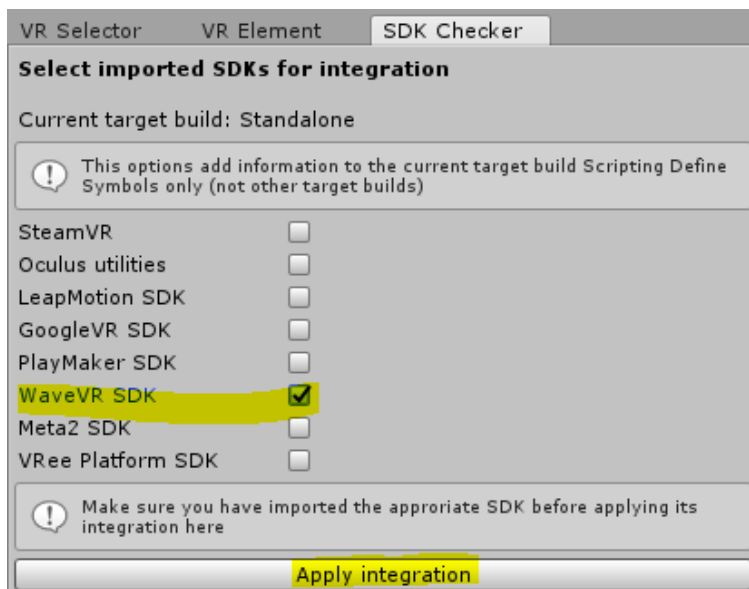 VR Selector VR Element SDK Checker
Select imported SDKs for integration
Current target build: Standalone
This options add information to the current target build Scripting Define
Symbols only (not other target builds)
SteamVR
Oculus utilities
LeapMotion SDK
GoogleVR SDK
PlayMaker SDK
WaveVR SDK
Meta2 SDK
VRee Platform SDK
Make sure you have imported the approriate SDK before applying its
integration here
Apply integration